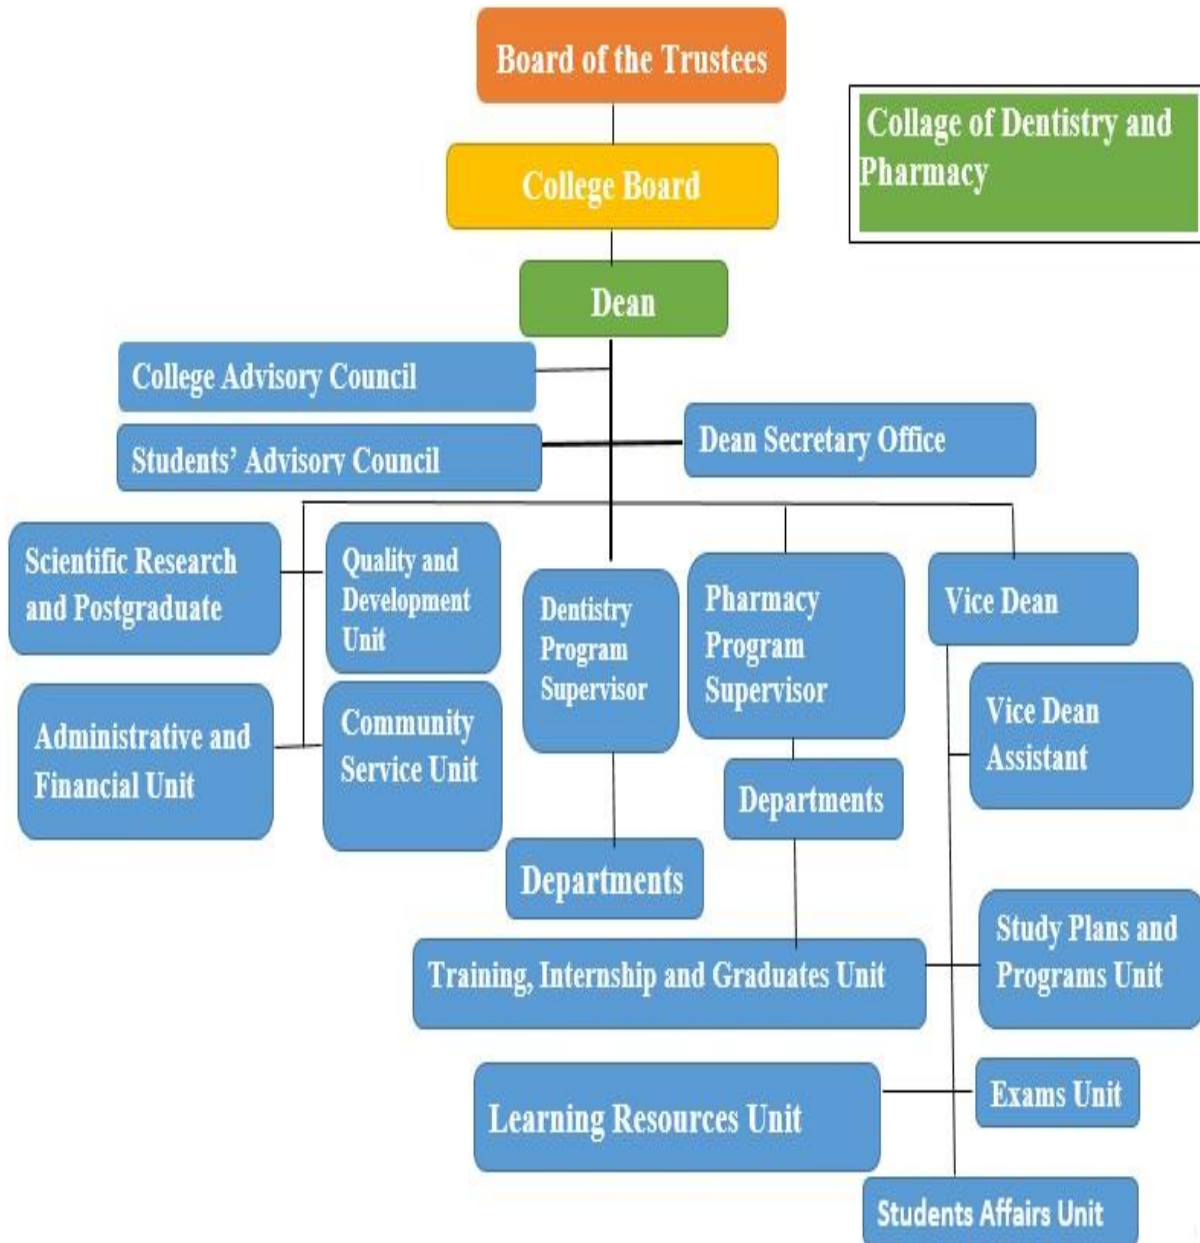 Board of the Trustees
Collage of Dentistry and
Pharmacy
College Board
Dean
College Advisory Council
Students' Advisory Council
Dean Secretary Office
Scientific Research
and Postgraduate
Quality and
Development
Unit
Dentistry
Program
Supervisor
Pharmacy
Program
Supervisor
Vice Dean
Administrative and
Financial Unit
Community
Service Unit
Vice Dean
Assistant
Departments
Departments
Training, Internship and Graduates Unit
Study Plans and
Programs Unit
Learning Resources Unit
Exams Unit
Students Affairs Unit